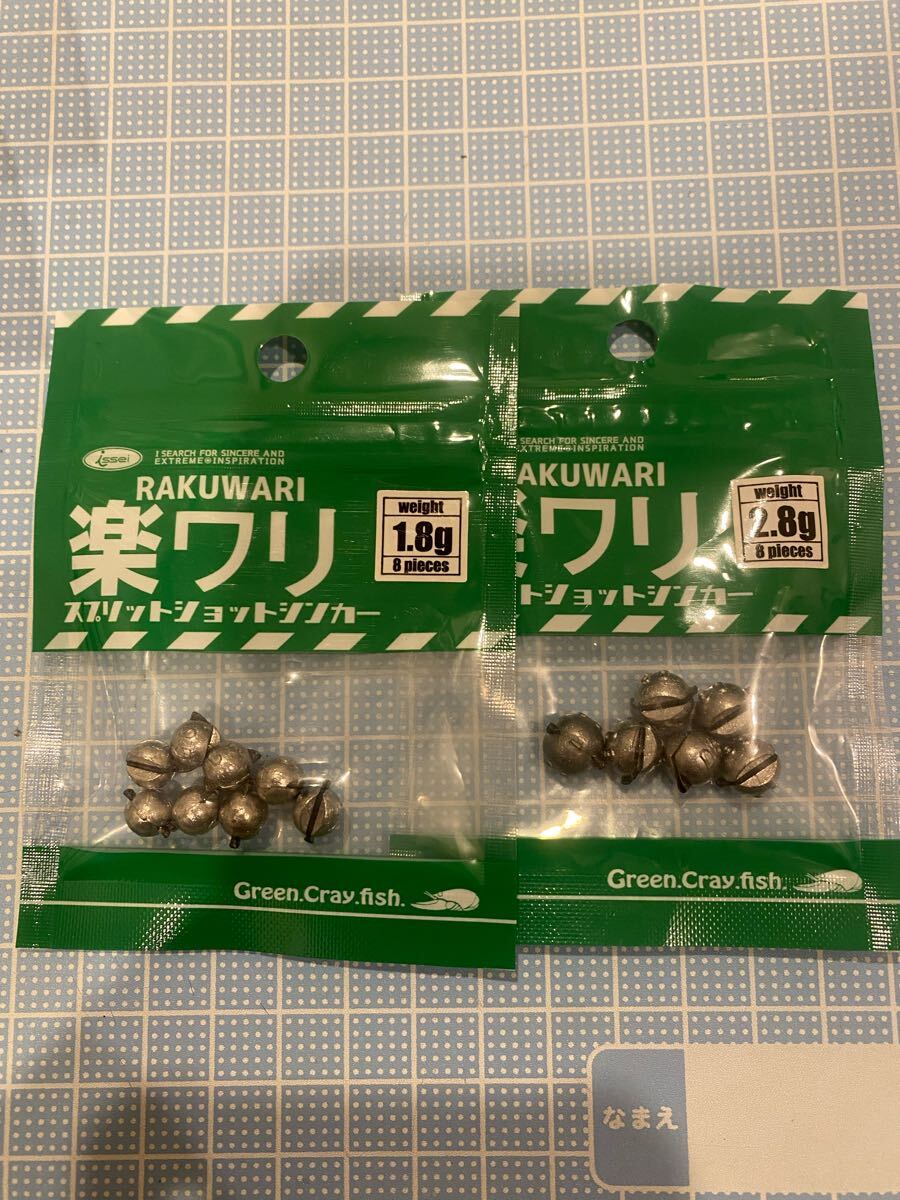 issei
I SEARCH FOR SINCERE AND
EXTREME@INSPIRATION
RAKUWARI
楽ワリ
スプリットショットシンカー
weight
1.8g
8 pieces
Green.Cray.fish.
SEARCH FOR SINCERE AND
XTREME@INSPIRATION
AKUWARI
ワリ
トショットシンカー
weight
2.8g
8 pieces
Green.Cray.fish.
なまえ